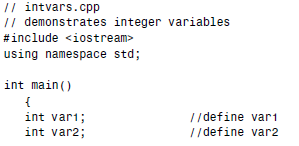 // intvars.cpp
// demonstrates integer variables
#include <iostream>
using namespace std;

int main()
   {
   int var1;               //define var1
   int var2;               //define var2